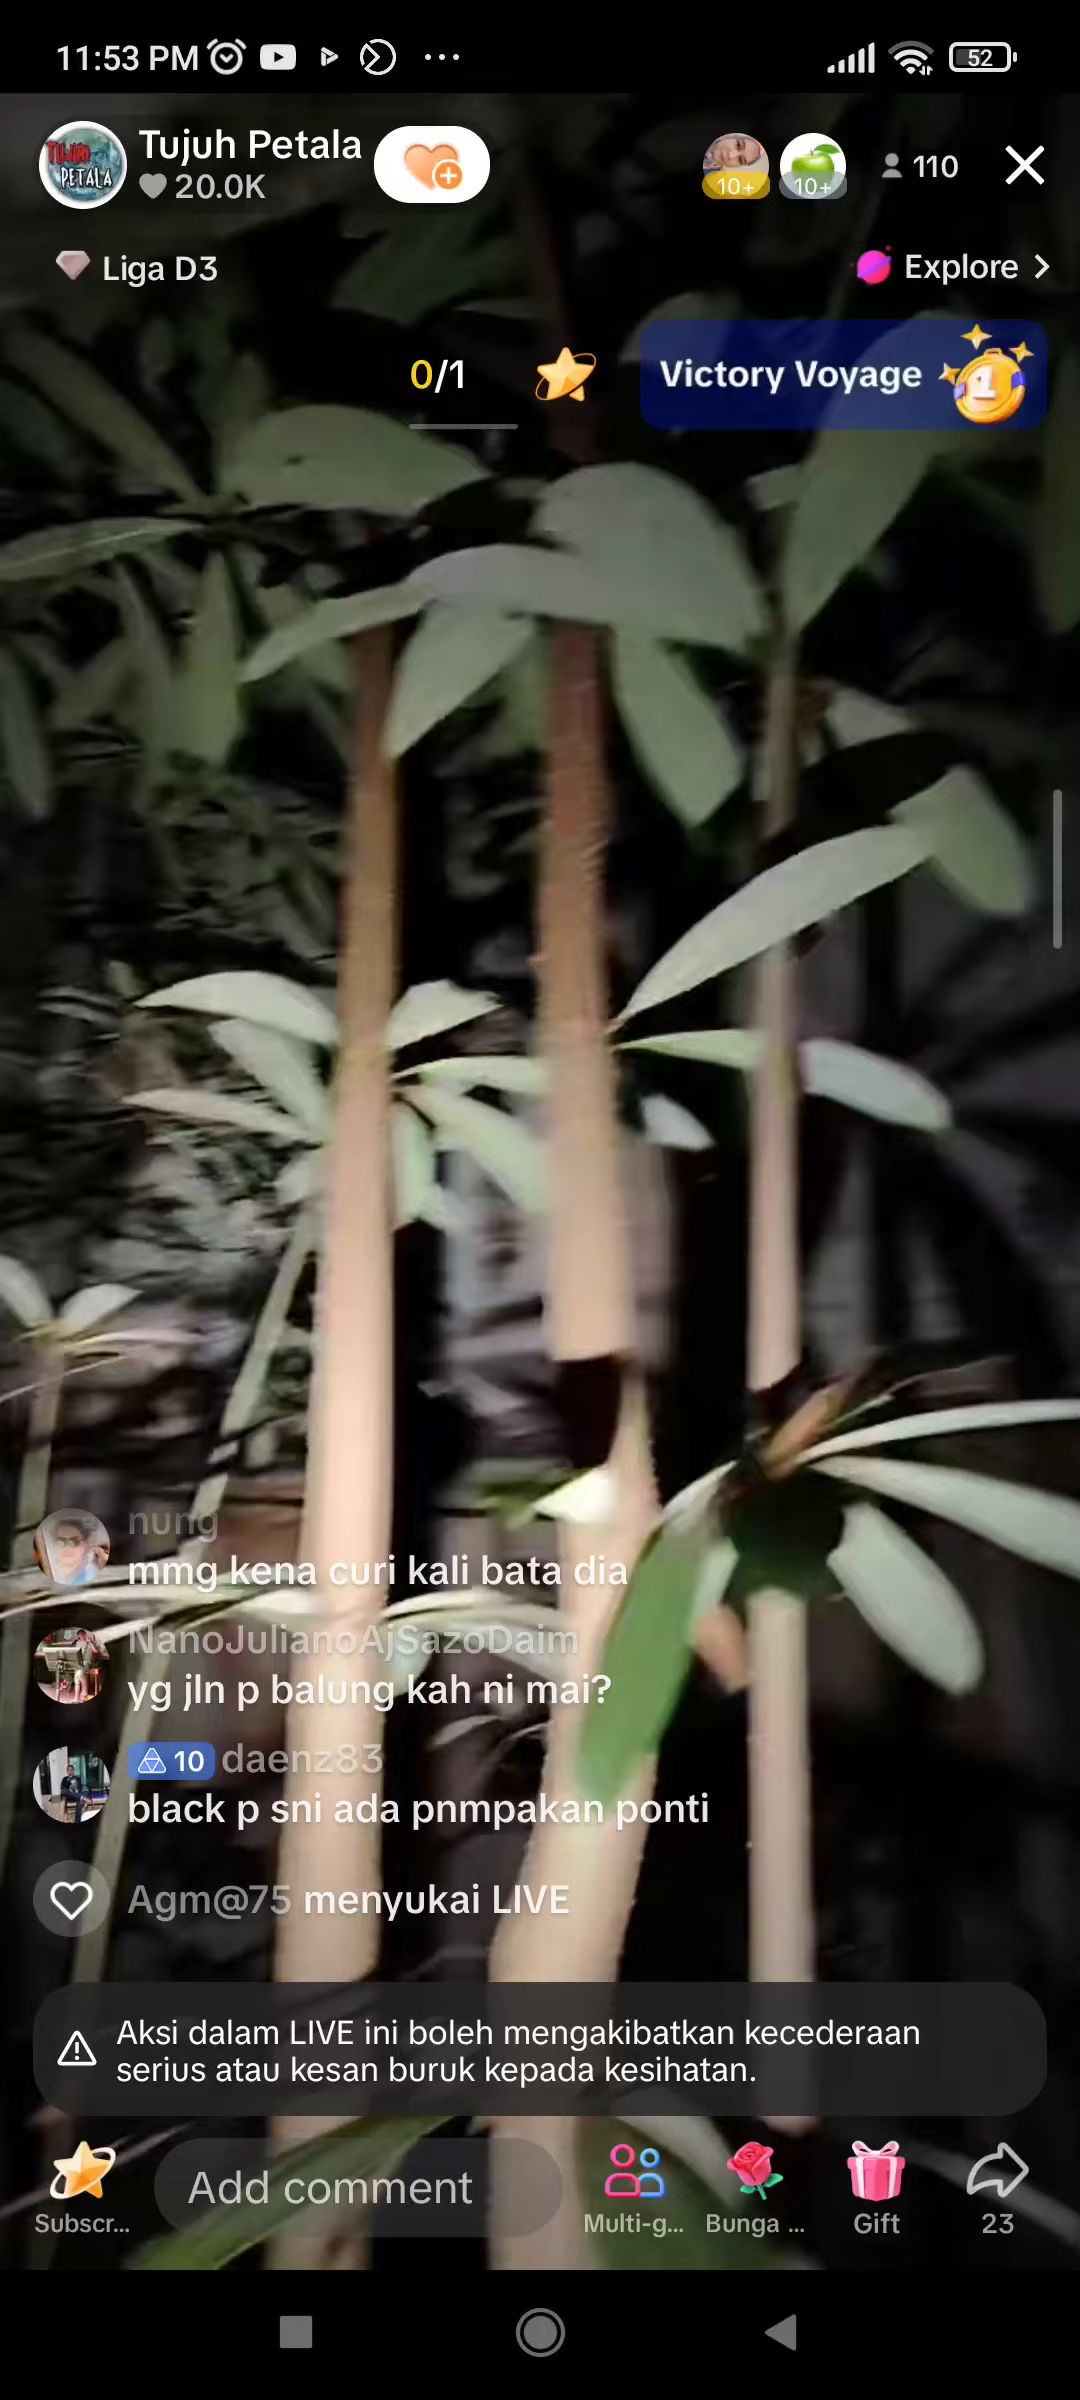 11:53 PM
52
TUJUH PETALA
Tujuh Petala
20.0K
10+
10+
110
Liga D3
Explore
0/1
Victory Voyage
1
nung
mmg kena curi kali bata dia
NanoJulianoAjSazoDaim
yg jln p balung kah ni mai?
10 daenz83
black p sni ada pnmpakan ponti
Agm@75 menyukai LIVE
Aksi dalam LIVE ini boleh mengakibatkan kecederaan
serius atau kesan buruk kepada kesihatan.
Add comment
Subscr...
Multi-g...
Bunga ...
Gift
23